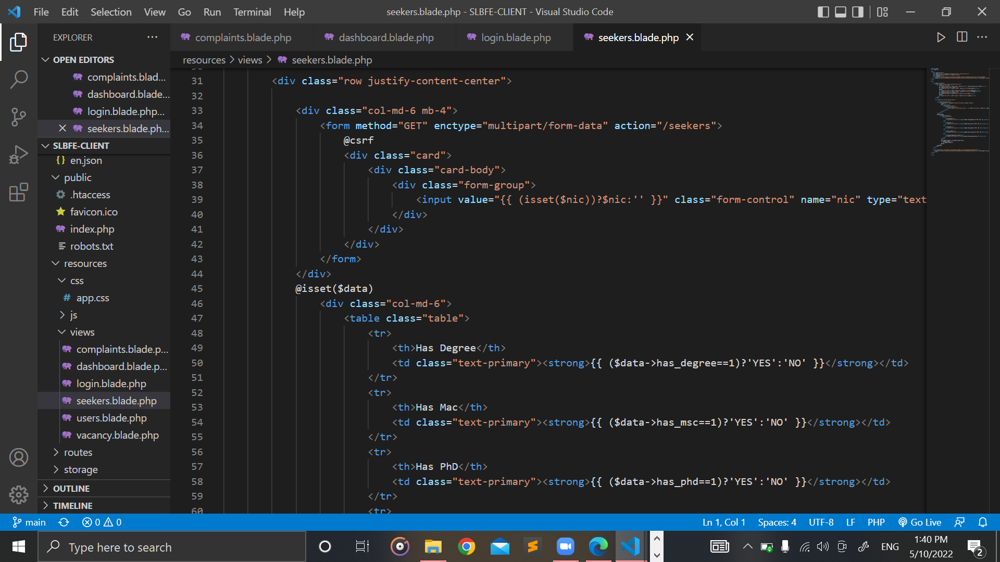 File Edit Selection View Go Run Terminal Help
seekers.blade.php - SLBFE-CLIENT - Visual Studio Code
EXPLORER
complaints.blade.php
dashboard.blade.php
login.blade.php
seekers.blade.php
resources > views > seekers.blade.php
OPEN EDITORS
complaints.blad...
dashboard.blade...
login.blade.php...
seekers.blade.ph...
SLBFE-CLIENT
en.json
public
.htaccess
favicon.ico
index.php
robots.txt
resources
css
# app.css
js
views
complaints.blade.p...
dashboard.blade.p...
login.blade.php
seekers.blade.php
users.blade.php
vacancy.blade.php
routes
storage
OUTLINE
TIMELINE
31 <div class="row justify-content-center">
32
33 <div class="col-md-6 mb-4">
34 <form method="GET" enctype="multipart/form-data" action="/seekers">
35 @csrf
36 <div class="card">
37 <div class="card-body">
38 <div class="form-group">
39 <input value="{{ (isset($nic))?$nic:'' }}" class="form-control" name="nic" type="text
40 </div>
41 </div>
42 </div>
43 </form>
44 </div>
45 @isset($data)
46 <div class="col-md-6">
47 <table class="table">
48 <tr>
49 <th>Has Degree</th>
50 <td class="text-primary"><strong>{{ ($data->has_degree==1)?'YES':'NO' }}</strong></td>
51 </tr>
52 <tr>
53 <th>Has Mac</th>
54 <td class="text-primary"><strong>{{ ($data->has_msc==1)?'YES':'NO' }}</strong></td>
55 </tr>
56 <tr>
57 <th>Has PhD</th>
58 <td class="text-primary"><strong>{{ ($data->has_phd==1)?'YES':'NO' }}</strong></td>
59 </tr>
60 <tr>
main 0 0 Ln 1, Col 1 Spaces: 4 UTF-8 LF PHP Go Live
Type here to search
ENG
1:40 PM
5/10/2022
2